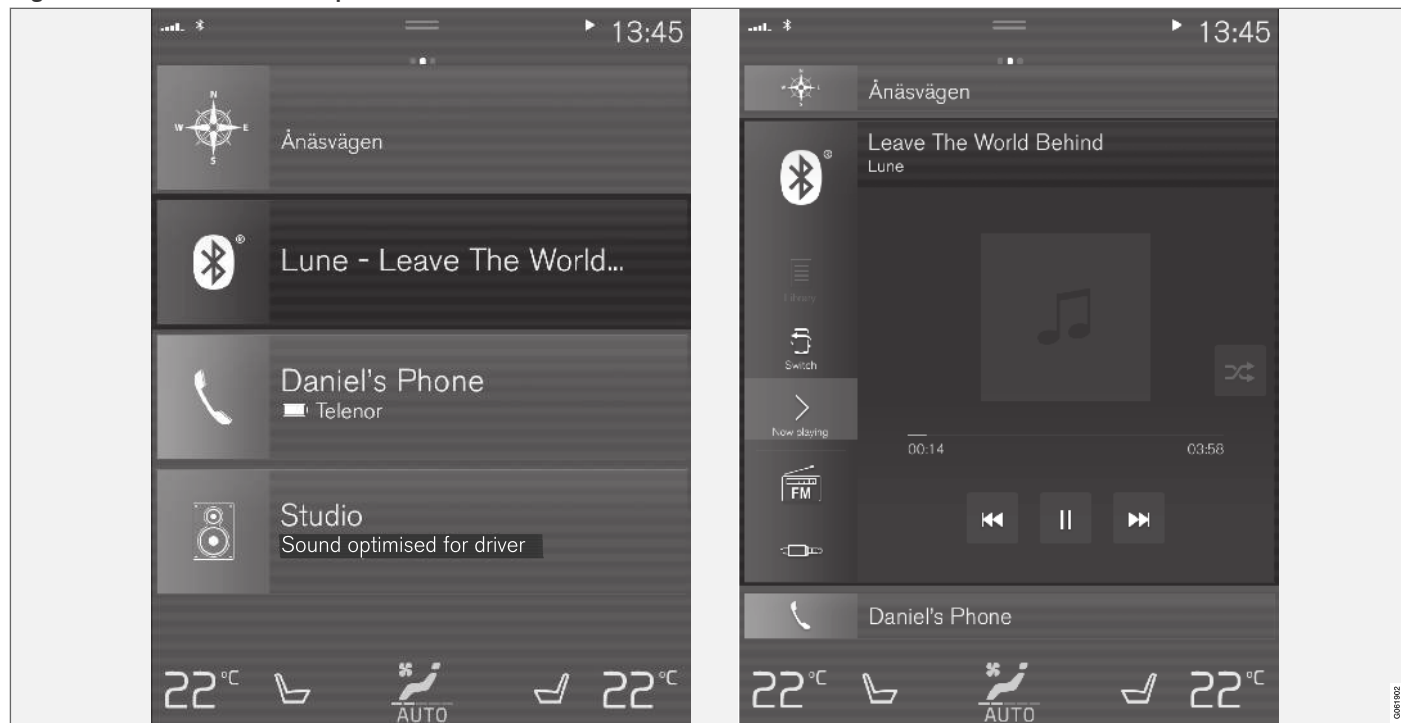 13:45
N
W E
S
Ånäsvägen
Lune - Leave The World...
Daniel's Phone
Telenor
Studio
Sound optimised for driver
22°C
AUTO
22°C
13:45
Ånäsvägen
Leave The World Behind
Lune
Library
Switch
Now playing
00:14
03:58
FM
Daniel's Phone
22°C
AUTO
22°C
G061902